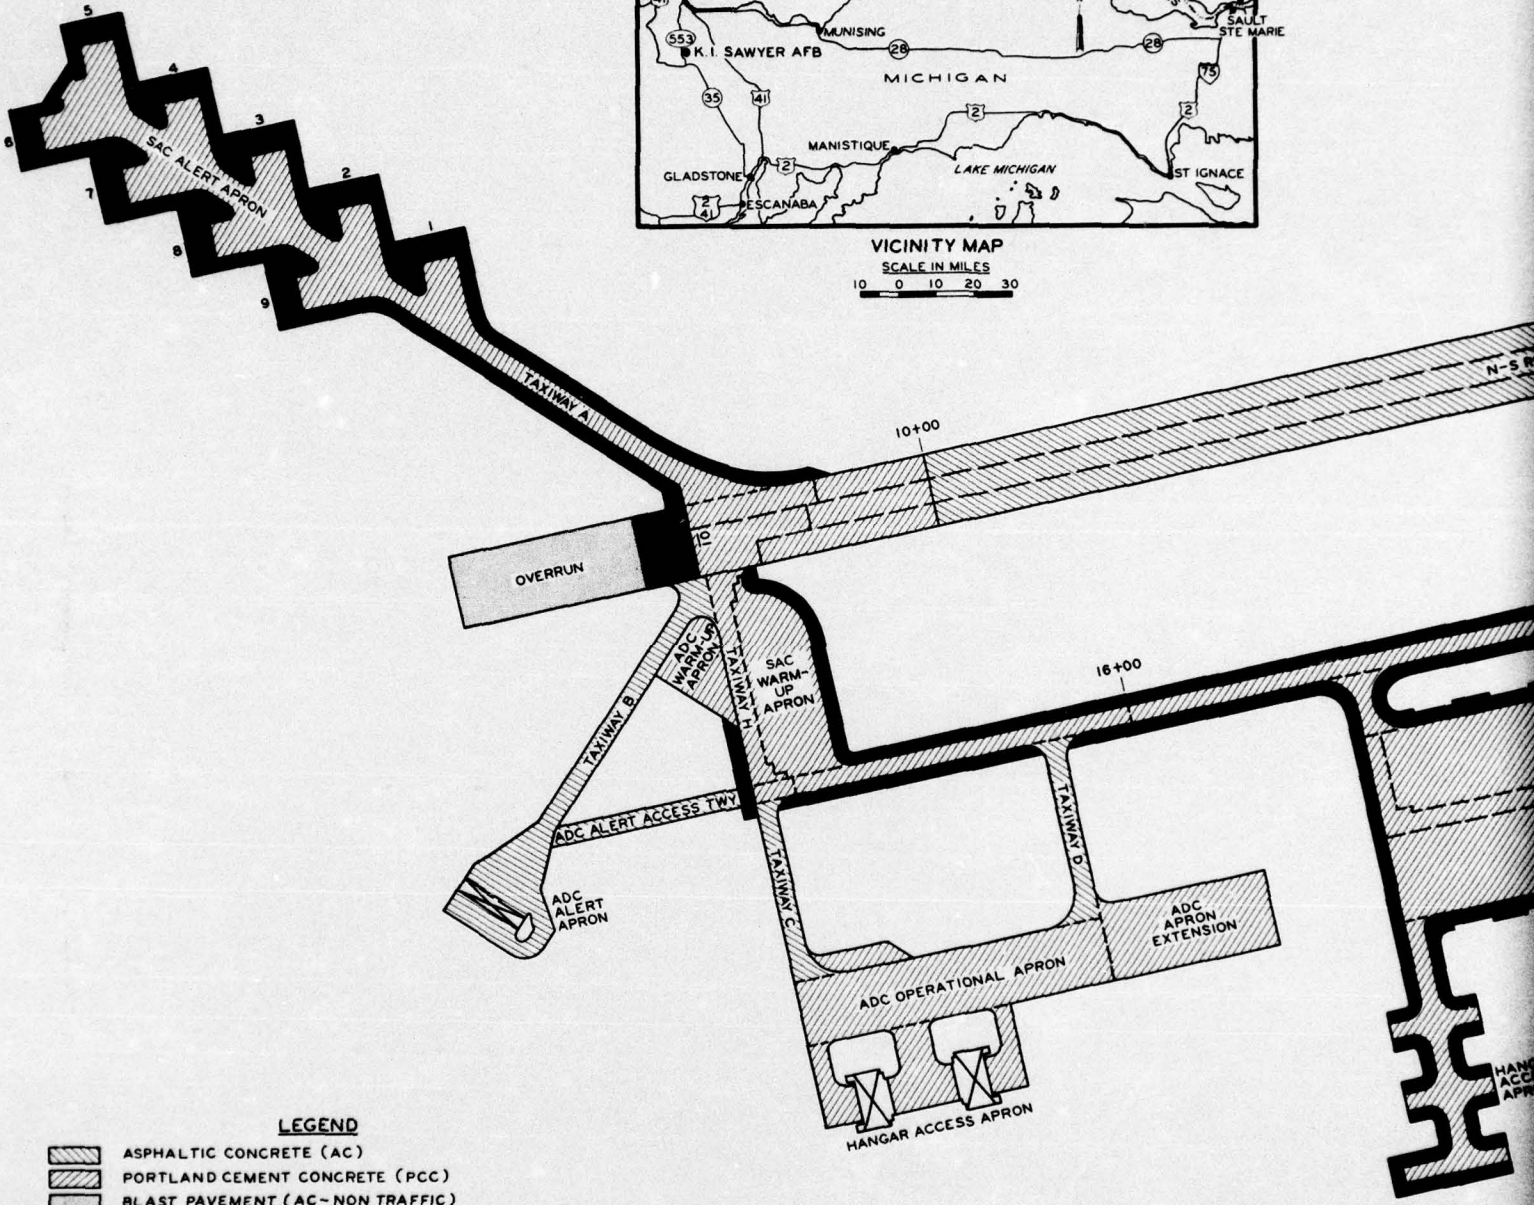 5
4
3
2
1
6
7
8
9
SAC ALERT APRON
TAXIWAY A
41
553
K.I. SAWYER AFB
MUNISING
28
28
SAULT
STE MARIE
MICHIGAN
75
35
41
2
2
MANISTIQUE
LAKE MICHIGAN
ST IGNACE
GLADSTONE
2
2
41
ESCANABA
VICINITY MAP
SCALE IN MILES
10 0 10 20 30
10+00
N-S
OVERRUN
01
ADC
WARM-UP
APRON
TAXIWAY H
SAC
WARM-
UP
APRON
16+00
TAXIWAY B
ADC ALERT ACCESS TWY
ADC
ALERT
APRON
TAXIWAY C
TAXIWAY D
ADC
APRON
EXTENSION
ADC OPERATIONAL APRON
HANGAR ACCESS APRON
LEGEND
ASPHALTIC CONCRETE (AC)
PORTLAND CEMENT CONCRETE (PCC)
BLAST PAVEMENT (AC-NON TRAFFIC)